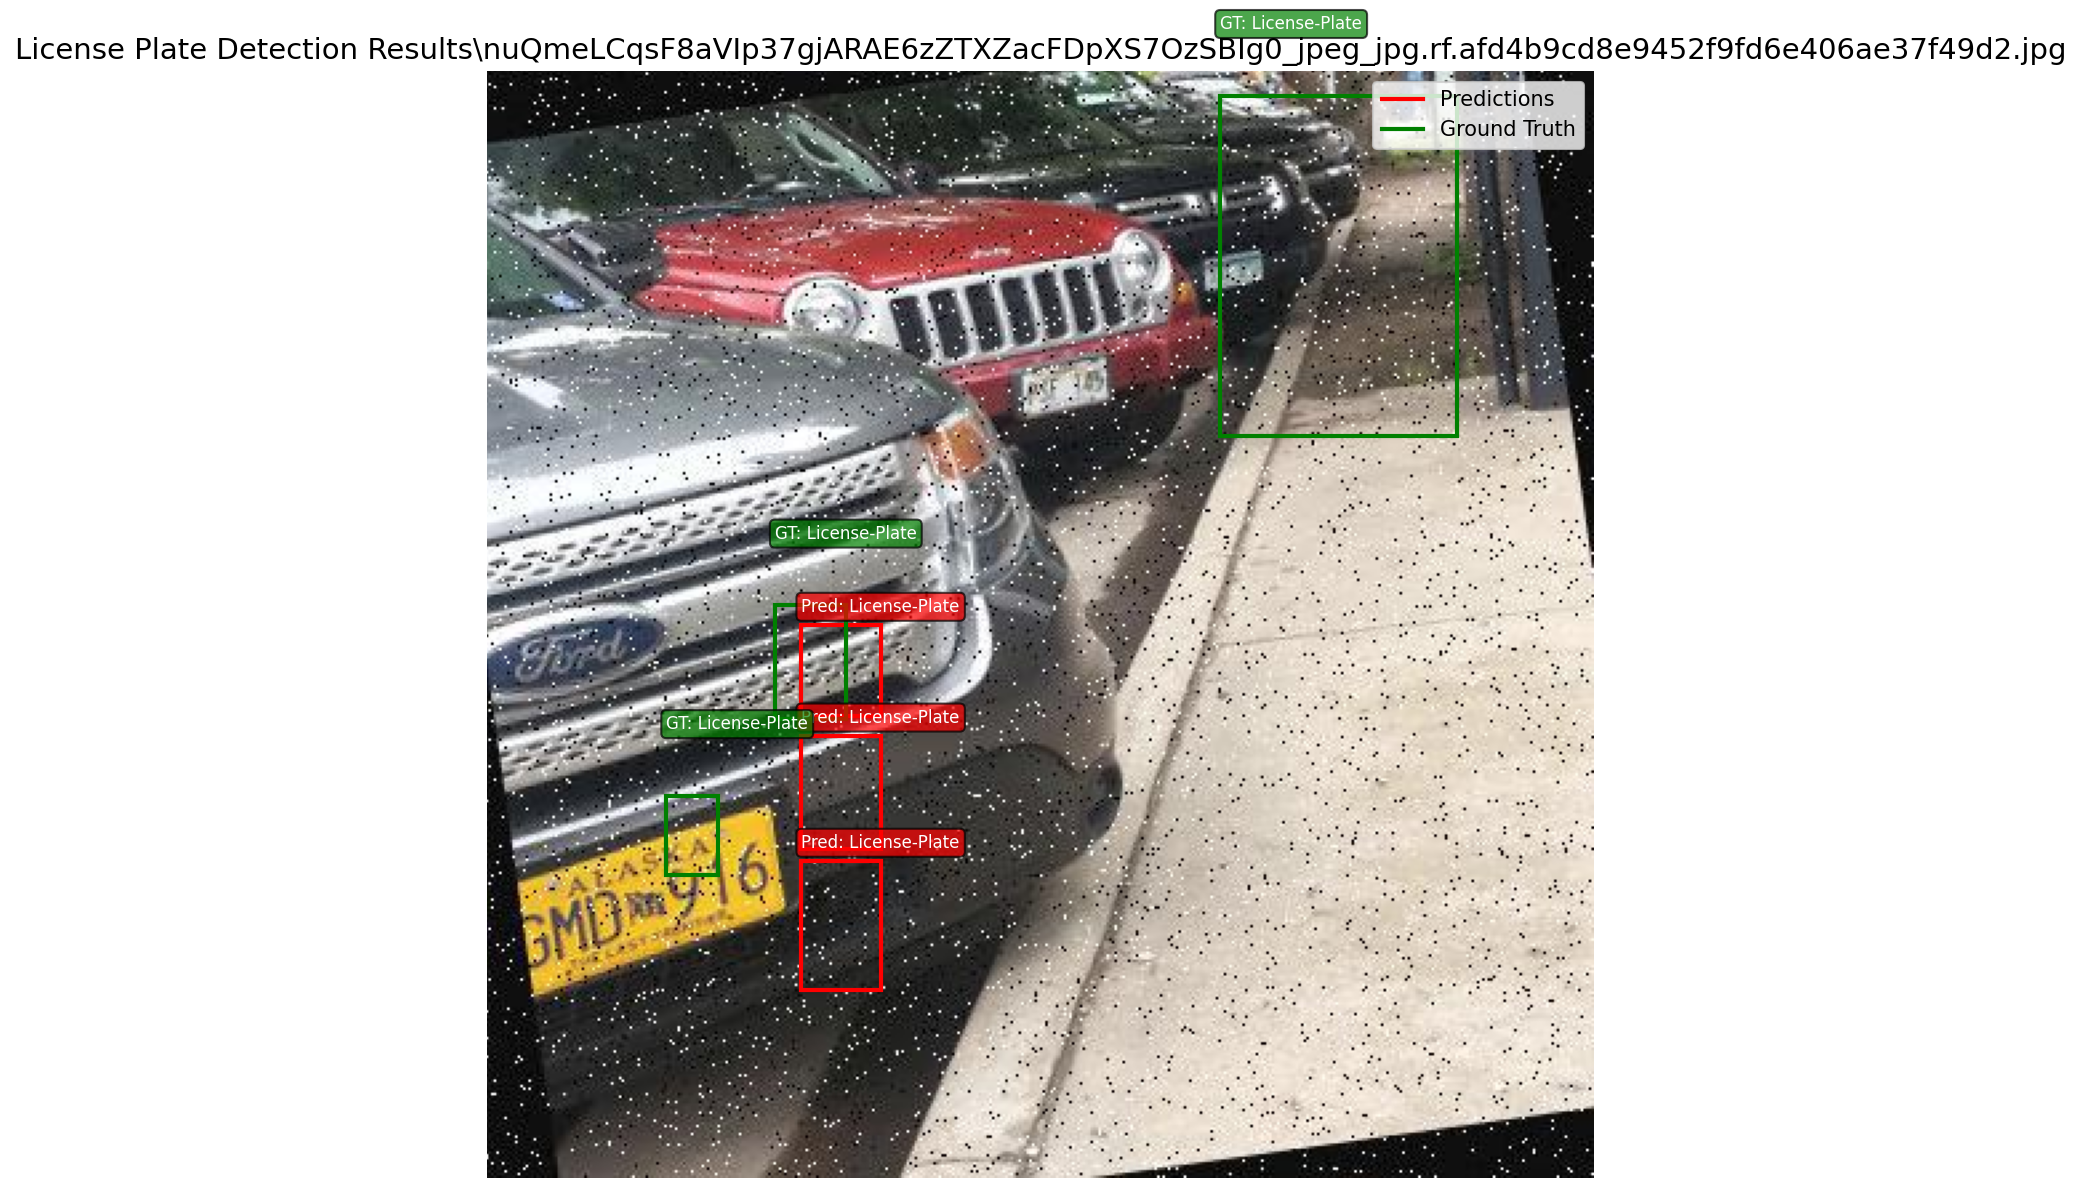 GT: License-Plate
License Plate Detection Results\nuQmeLCqsF8aVIp37gjARAE6zZTXZacFDpXS7OzSBIg0_jpeg_jpg.rf.afd4b9cd8e9452f9fd6e406ae37f49d2.jpg
Predictions
Ground Truth
GT: License-Plate
Pred: License-Plate
Ford
GT: License-Plate
Pred: License-Plate
Pred: License-Plate
ALASKA
GMD 916